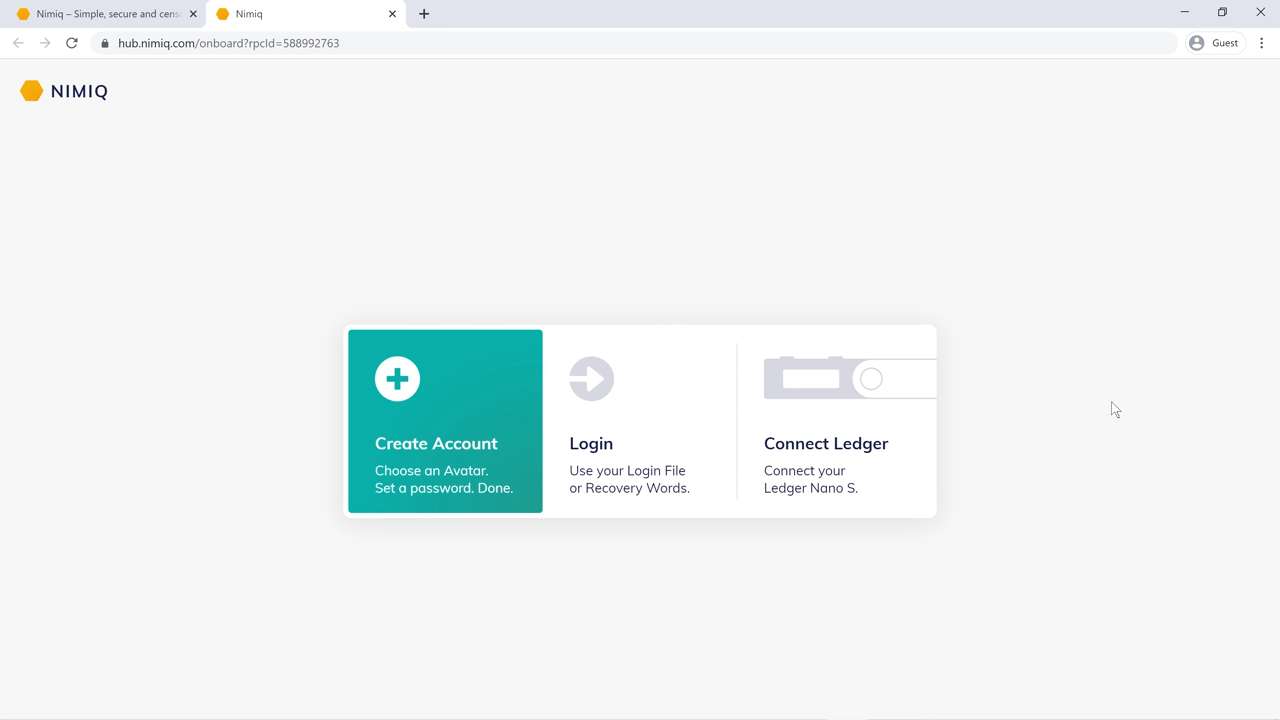 Nimiq – Simple, secure and cens
Nimiq
hub.nimiq.com/onboard?rpcId=588992763
Guest
NIMIQ
Create Account
Choose an Avatar.
Set a password. Done.
Login
Use your Login File
or Recovery Words.
Connect Ledger
Connect your
Ledger Nano S.